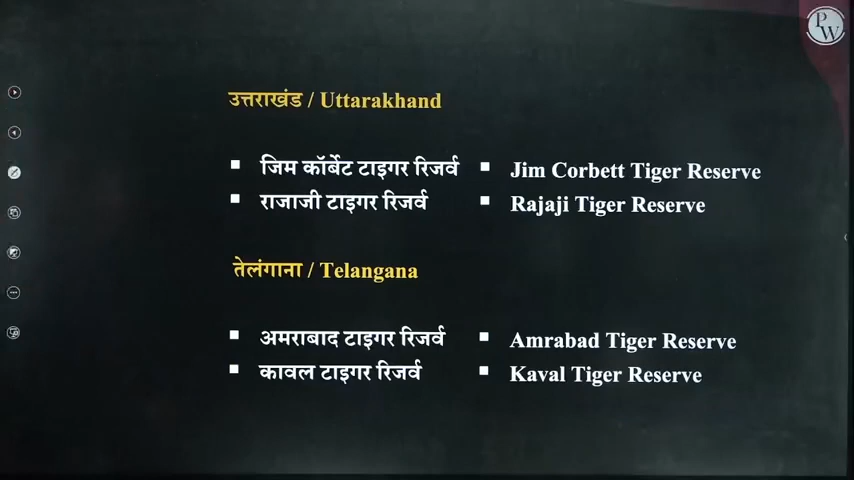 PW
उत्तराखंड / Uttarakhand
▪ जिम कॉर्बेट टाइगर रिजर्व ▪ Jim Corbett Tiger Reserve
▪ राजाजी टाइगर रिजर्व ▪ Rajaji Tiger Reserve
तेलंगाना / Telangana
▪ अमराबाद टाइगर रिजर्व ▪ Amrabad Tiger Reserve
▪ कावल टाइगर रिजर्व ▪ Kaval Tiger Reserve